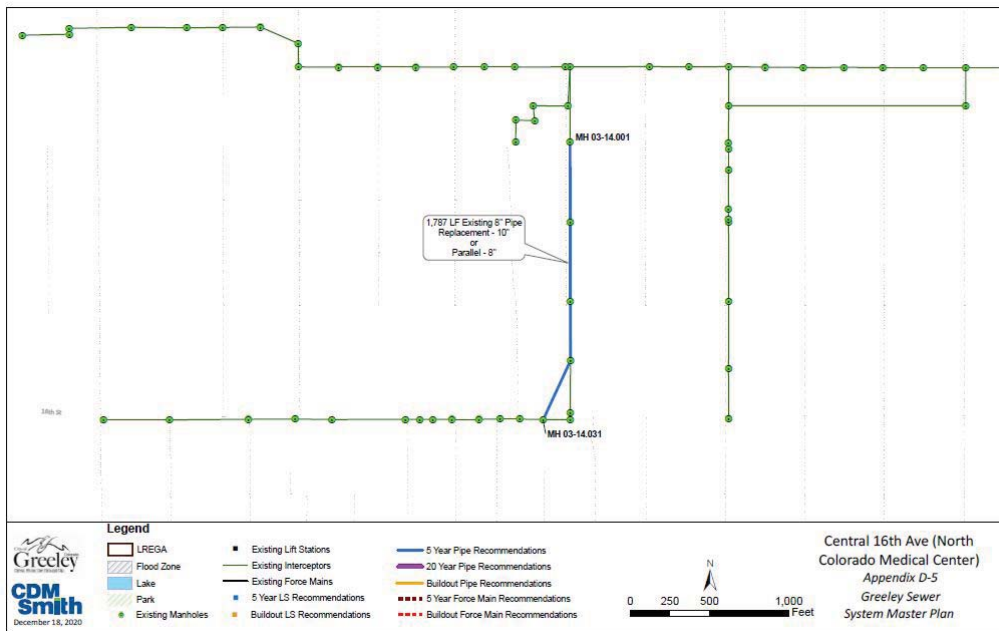 MH 03-14.001
1,787 LF Existing 8" Pipe
Replacement - 10"
or
Parallel - 8"
16th St
MH 03-14.031
Legend
LREGA
Flood Zone
Lake
Park
Existing Manholes
Existing Lift Stations
Existing Interceptors
Existing Force Mains
5 Year LS Recommendations
Buildout LS Recommendations
5 Year Pipe Recommendations
20 Year Pipe Recommendations
Buildout Pipe Recommendations
5 Year Force Main Recommendations
Buildout Force Main Recommendations
N
0 250 500 1,000
Feet
Central 16th Ave (North
Colorado Medical Center)
Appendix D-5
Greeley Sewer
System Master Plan
Greeley
CDM
Smith
December 18, 2020